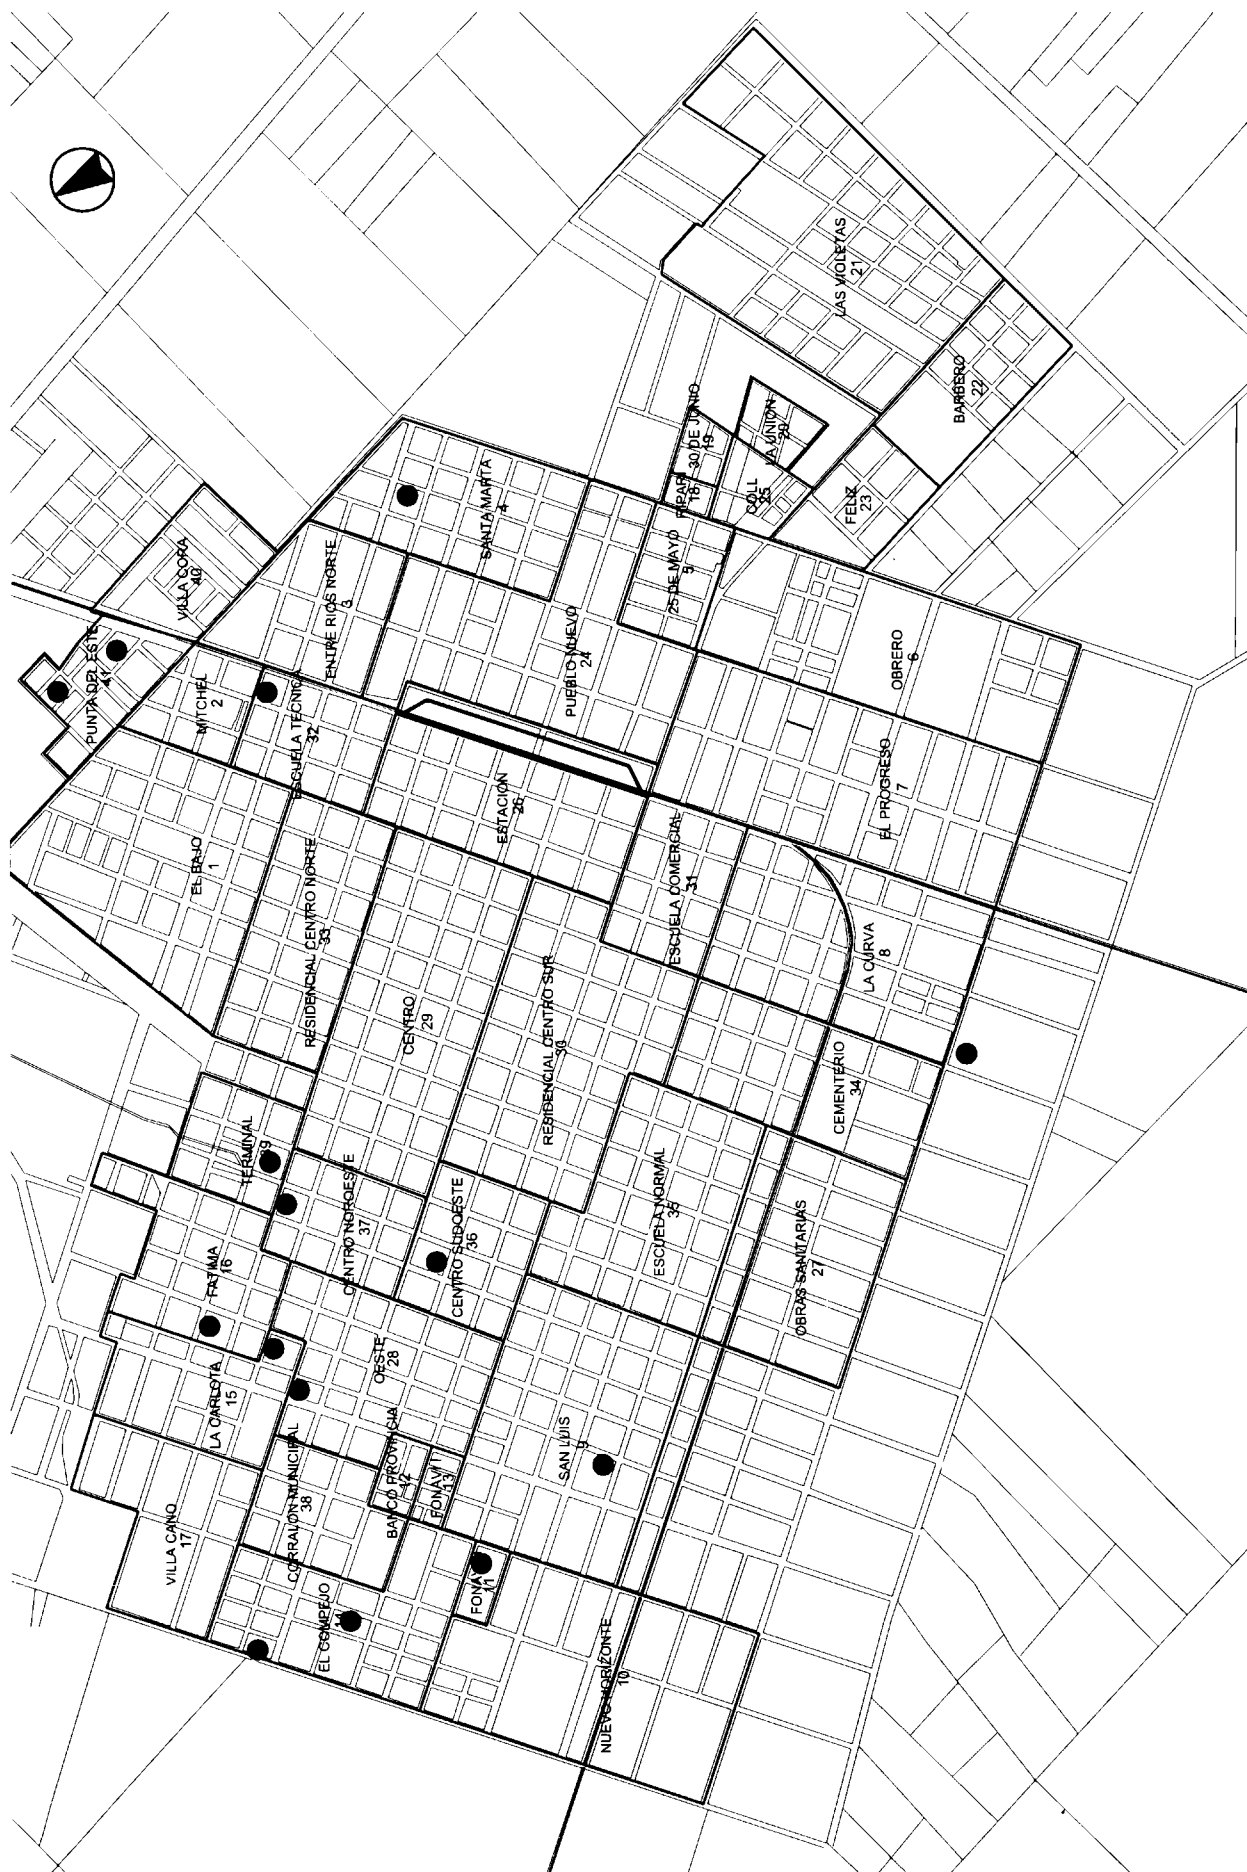 LAS VIOLETAS
21
BARBERO
22
30 DE JUNIO
19
LA UNION
RIPARI
18
COLL
25
FELIZ
23
SANTA MARTA
4
25 DE MAYO
5
VILLA CORA
40
ENTRE RIOS NORTE
3
PUNTA DEL ESTE
41
MITCHEL
2
PUEBLO NUEVO
24
OBRERO
6
ESCUELA TECNICA
32
EL PROGRESO
7
ESTACION
26
EL BAJO
1
RESIDENCIAL CENTRO NORTE
33
ESCUELA COMERCIAL
31
LA CURVA
8
CENTRO
29
RESIDENCIAL CENTRO SUR
30
CEMENTERIO
34
TERMINAL
39
CENTRO NOROESTE
37
CENTRO SUDOESTE
36
ESCUELA NORMAL
35
OBRAS SANITARIAS
27
FATIMA
16
OESTE
28
LA CARLOTA
15
SAN LUIS
9
BANCO PROVINCIA
12
FONAVI
13
CORRALON MUNICIPAL
38
VILLA CANO
17
FONAV
11
EL COMPEJO
14
NUEVO HORIZONTE
10